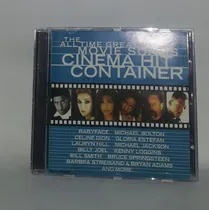 THE
ALL TIME GREATEST
MOVIE SONGS
CINEMA HIT
CONTAINER
BABYFACE MICHAEL BOLTON
CELINE DION GLORIA ESTEFAN
LAURYN HILL MICHAEL JACKSON
BILLY JOEL KENNY LOGGINS
WILL SMITH BRUCE SPRINGSTEEN
BARBRA STREISAND & BRYAN ADAMS
AND MORE